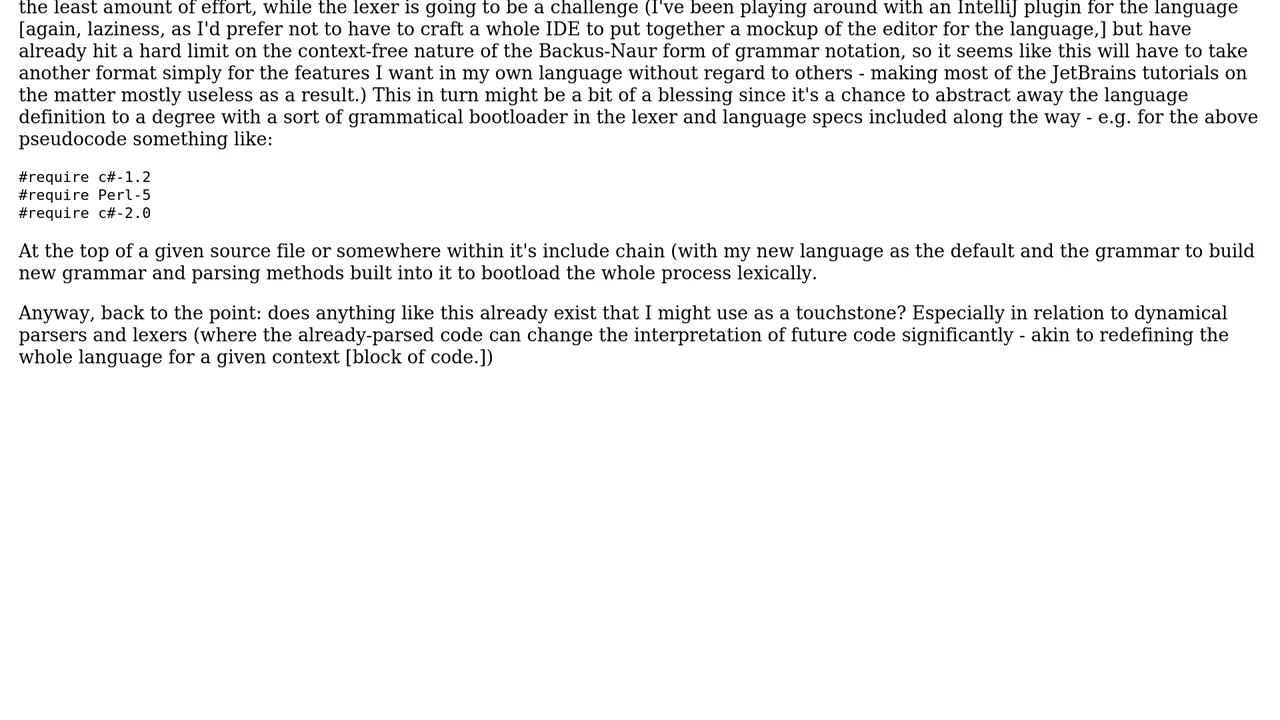 the least amount of effort, while the lexer is going to be a challenge (I've been playing around with an IntelliJ plugin for the language
[again, laziness, as I'd prefer not to have to craft a whole IDE to put together a mockup of the editor for the language,] but have
already hit a hard limit on the context-free nature of the Backus-Naur form of grammar notation, so it seems like this will have to take
another format simply for the features I want in my own language without regard to others - making most of the JetBrains tutorials on
the matter mostly useless as a result.) This in turn might be a bit of a blessing since it's a chance to abstract away the language
definition to a degree with a sort of grammatical bootloader in the lexer and language specs included along the way - e.g. for the above
pseudocode something like:
#require c#-1.2
#require Perl-5
#require c#-2.0
At the top of a given source file or somewhere within it's include chain (with my new language as the default and the grammar to build
new grammar and parsing methods built into it to bootload the whole process lexically.
Anyway, back to the point: does anything like this already exist that I might use as a touchstone? Especially in relation to dynamical
parsers and lexers (where the already-parsed code can change the interpretation of future code significantly - akin to redefining the
whole language for a given context [block of code.])